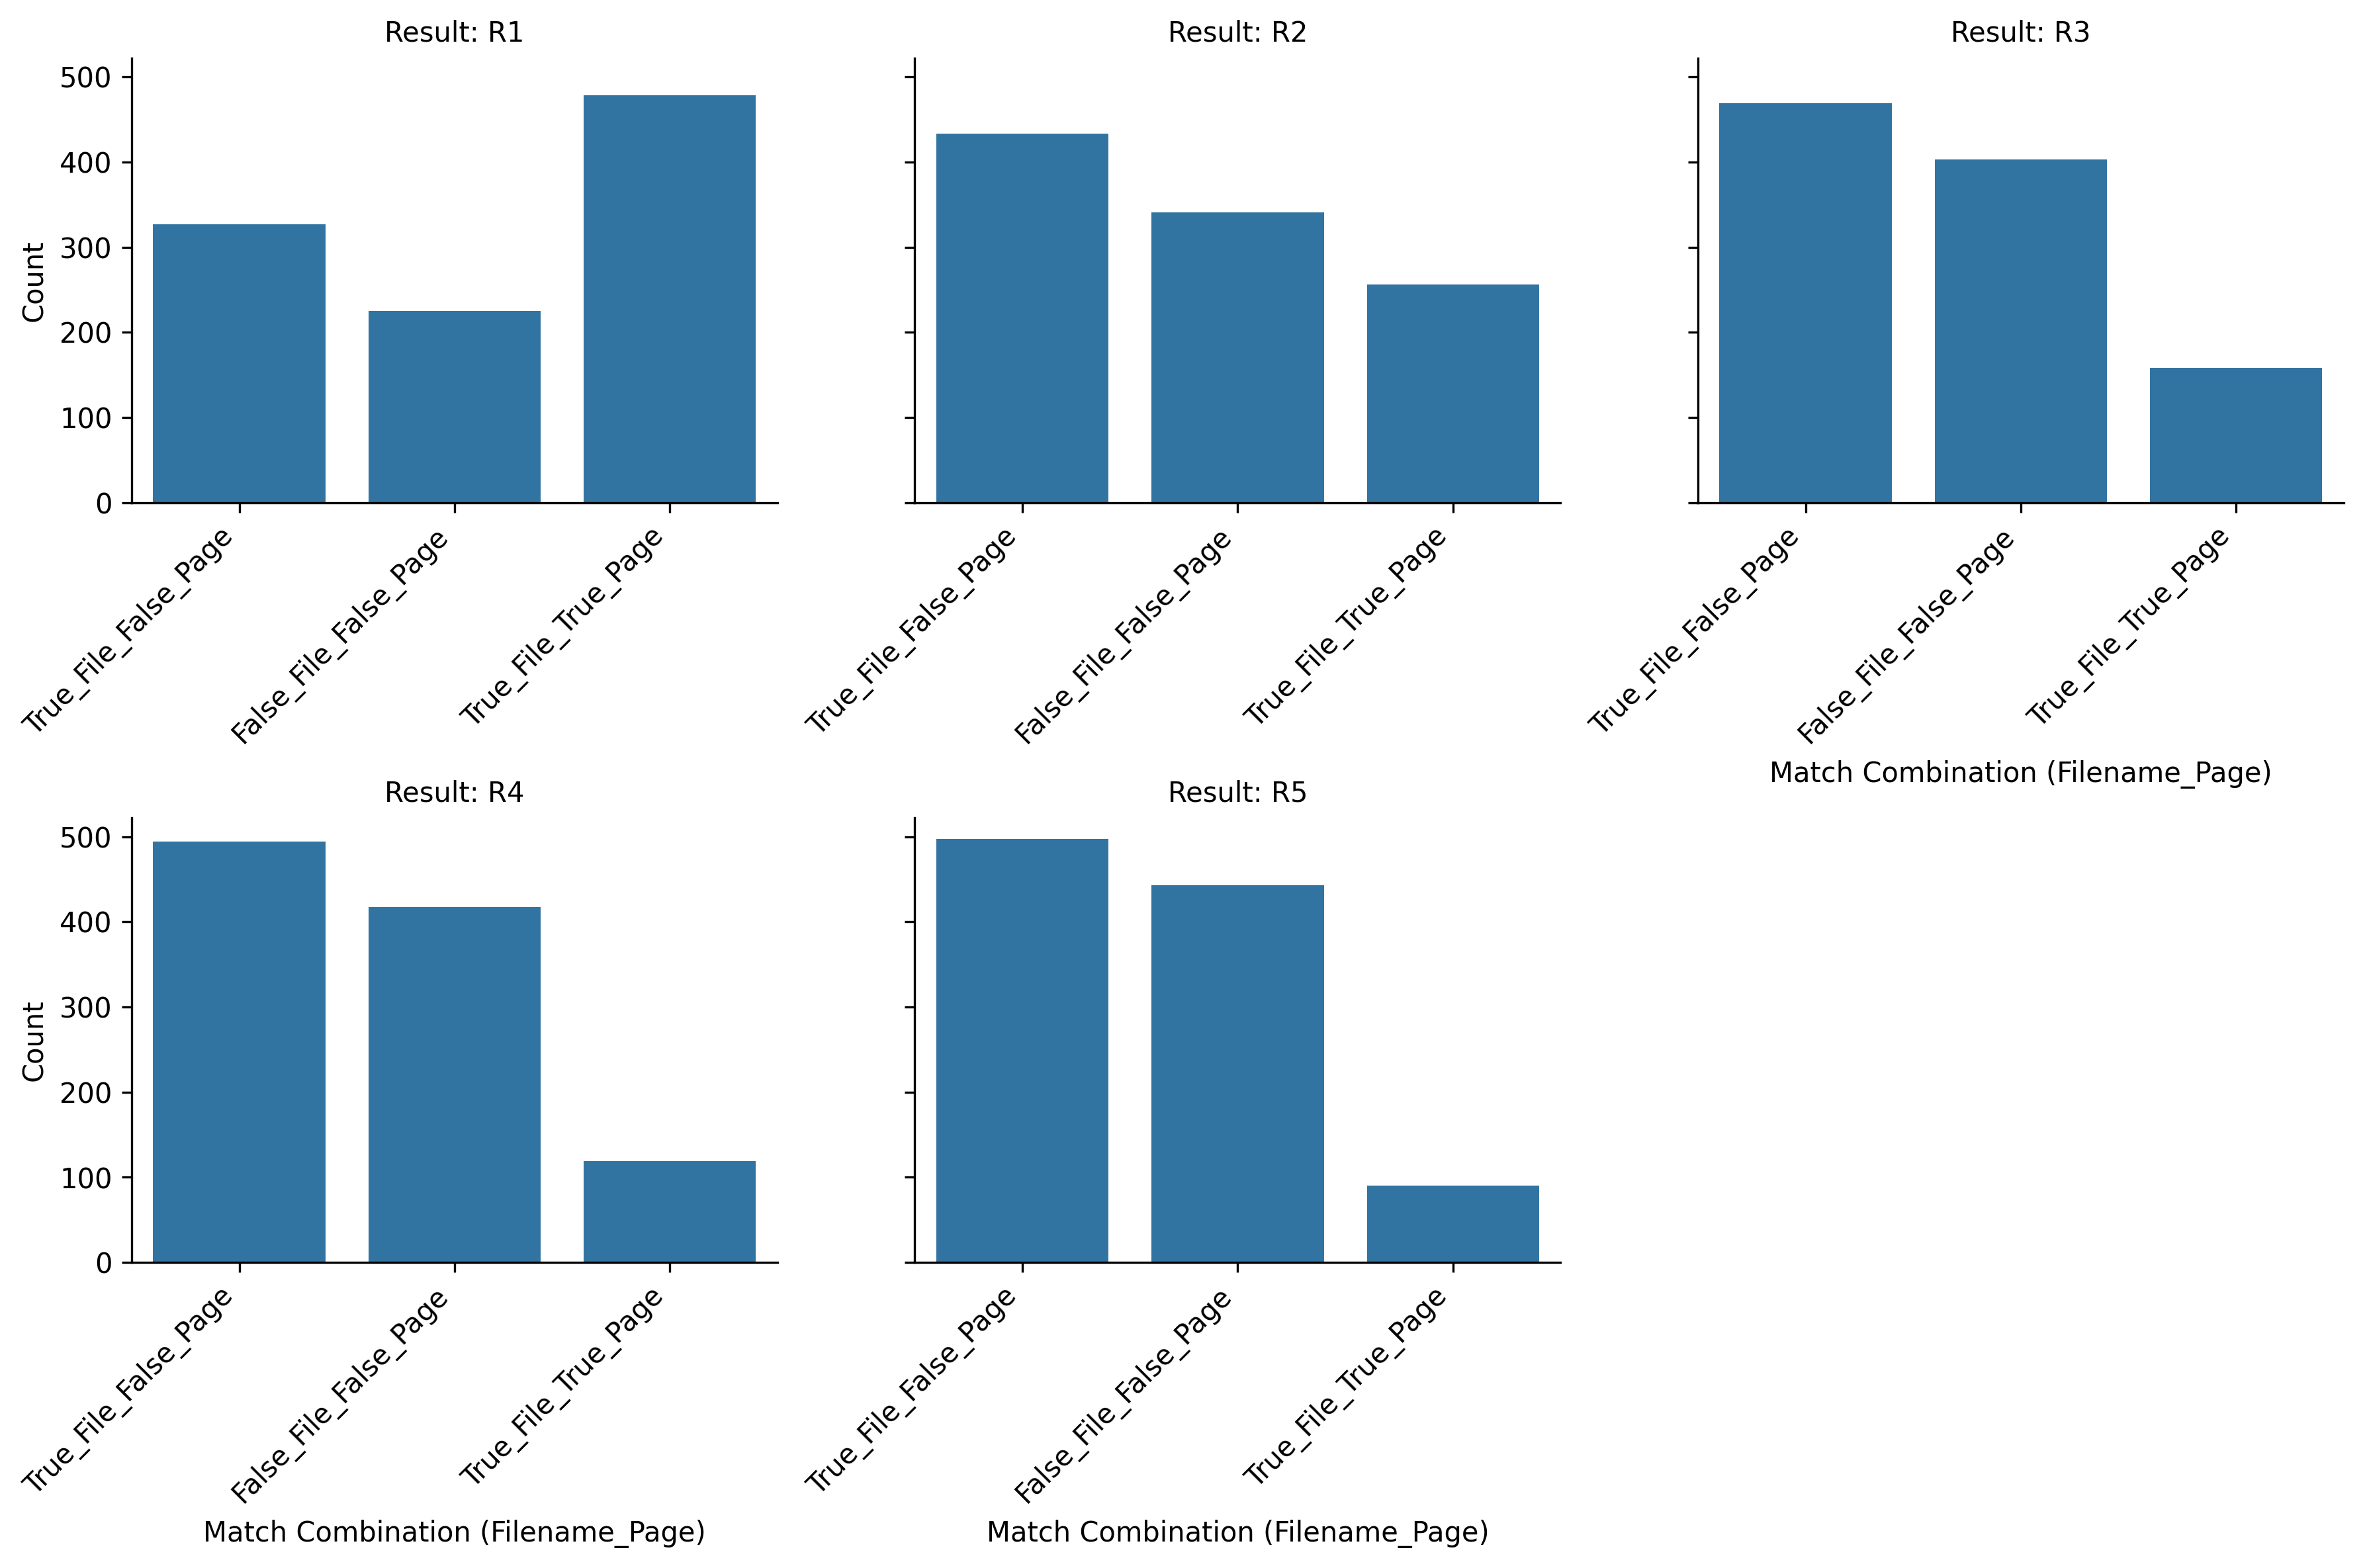 Result: R1
500
400
300
200
100
0
Count
True_File_False_Page
False_File_False_Page
True_File_True_Page
Result: R2
True_File_False_Page
False_File_False_Page
True_File_True_Page
Result: R3
True_File_False_Page
False_File_False_Page
True_File_True_Page
Match Combination (Filename_Page)
Result: R4
500
400
300
200
100
0
Count
True_File_False_Page
False_File_False_Page
True_File_True_Page
Match Combination (Filename_Page)
Result: R5
True_File_False_Page
False_File_False_Page
True_File_True_Page
Match Combination (Filename_Page)